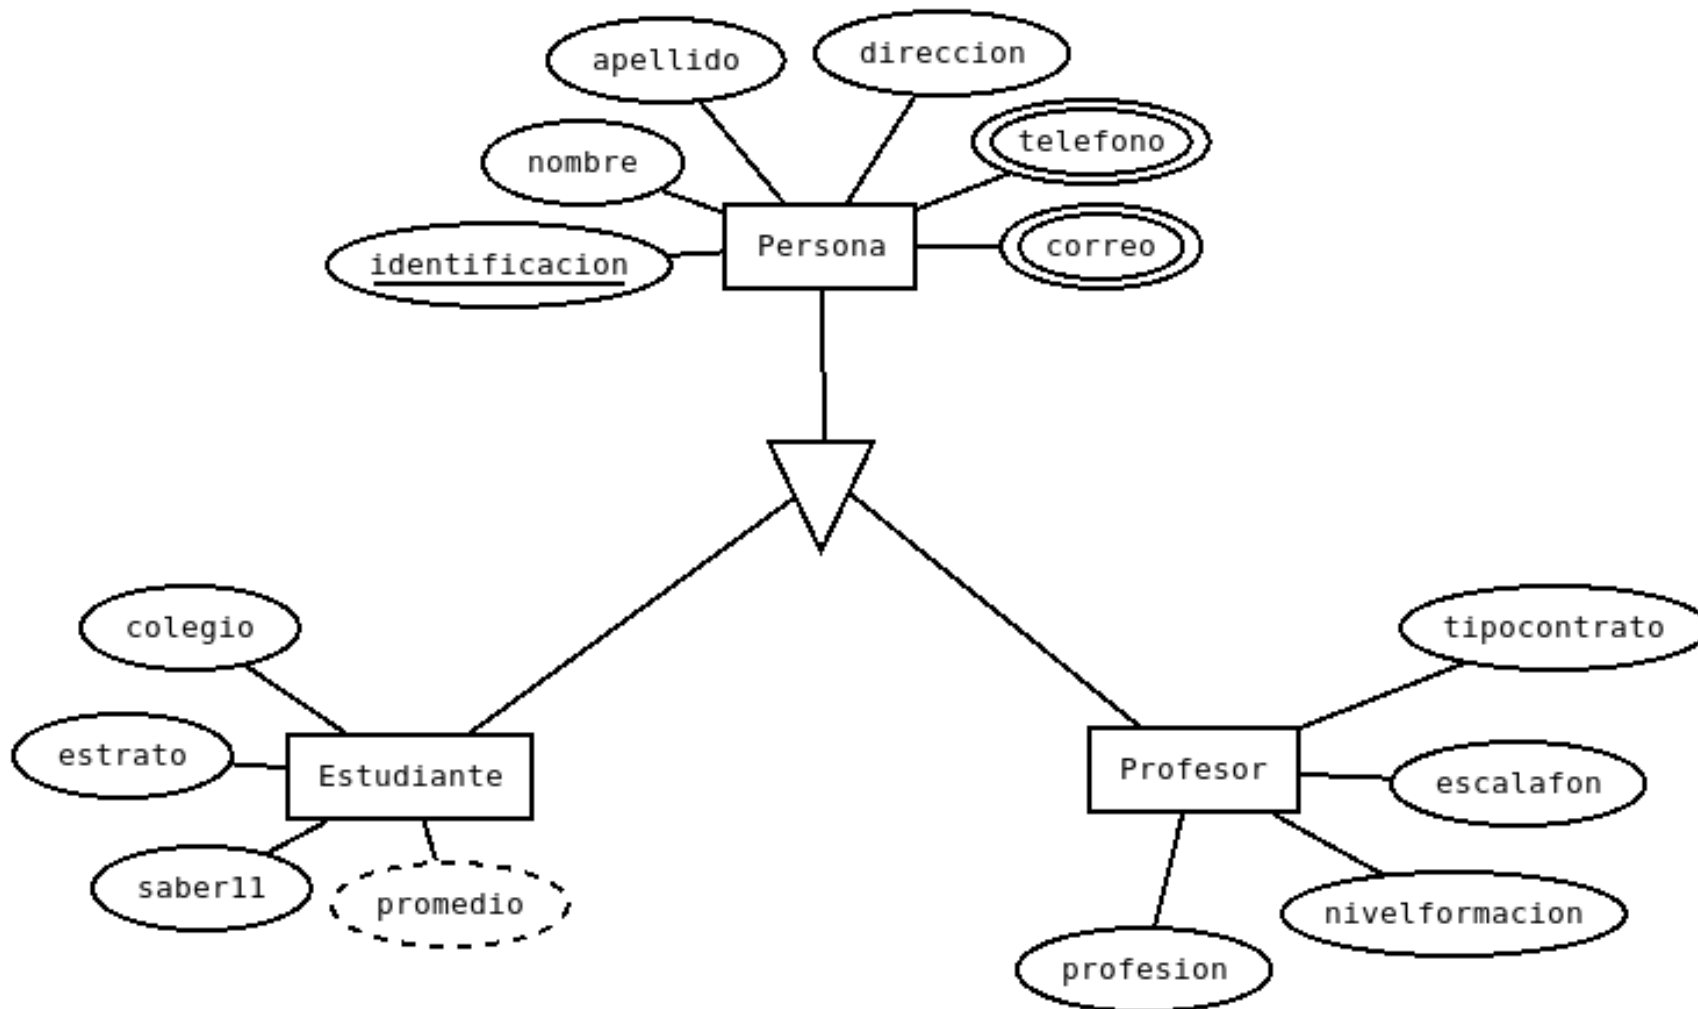 apellido
direccion
nombre
telefono
identificacion
Persona
correo
colegio
tipocontrato
estrato
Estudiante
Profesor
escalafon
saber11
promedio
nivelformacion
profesion